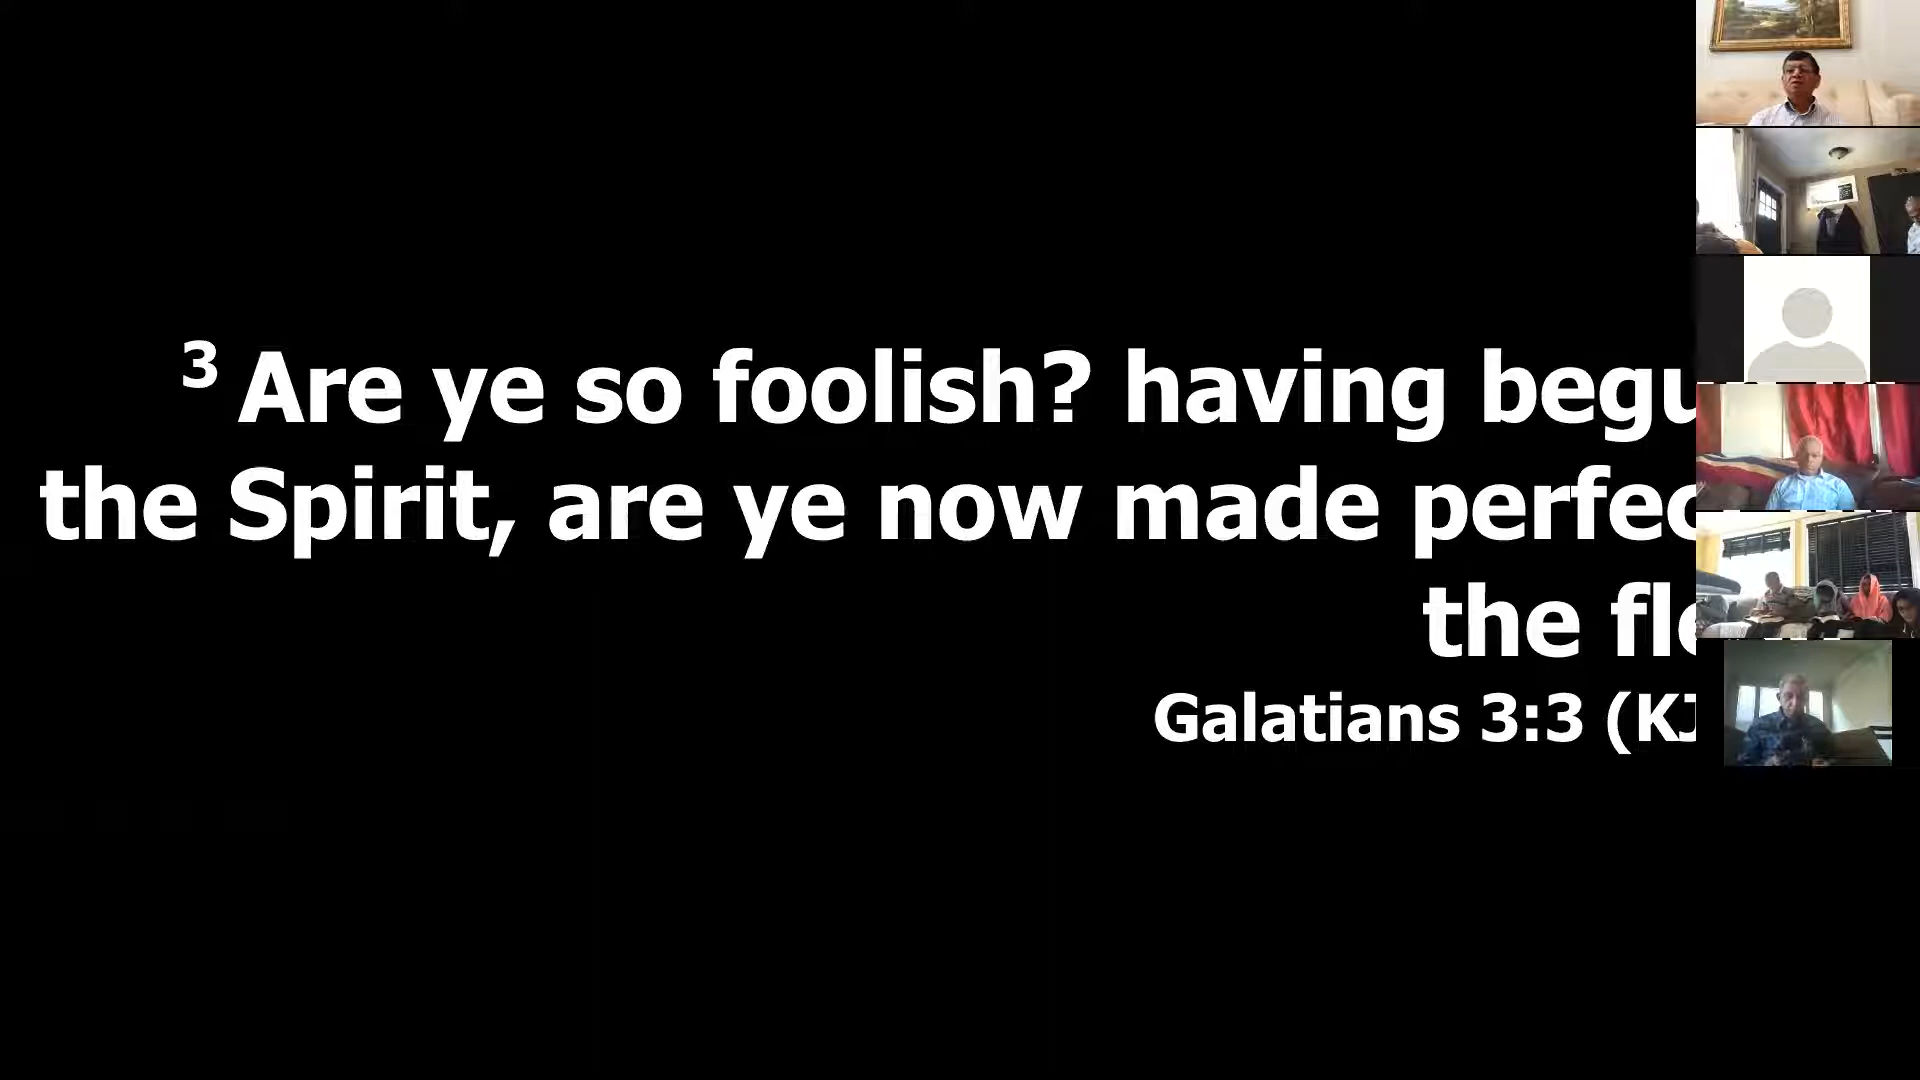 3 Are ye so foolish? having begu
the Spirit, are ye now made perfec
the fle
Galatians 3:3 (KJ